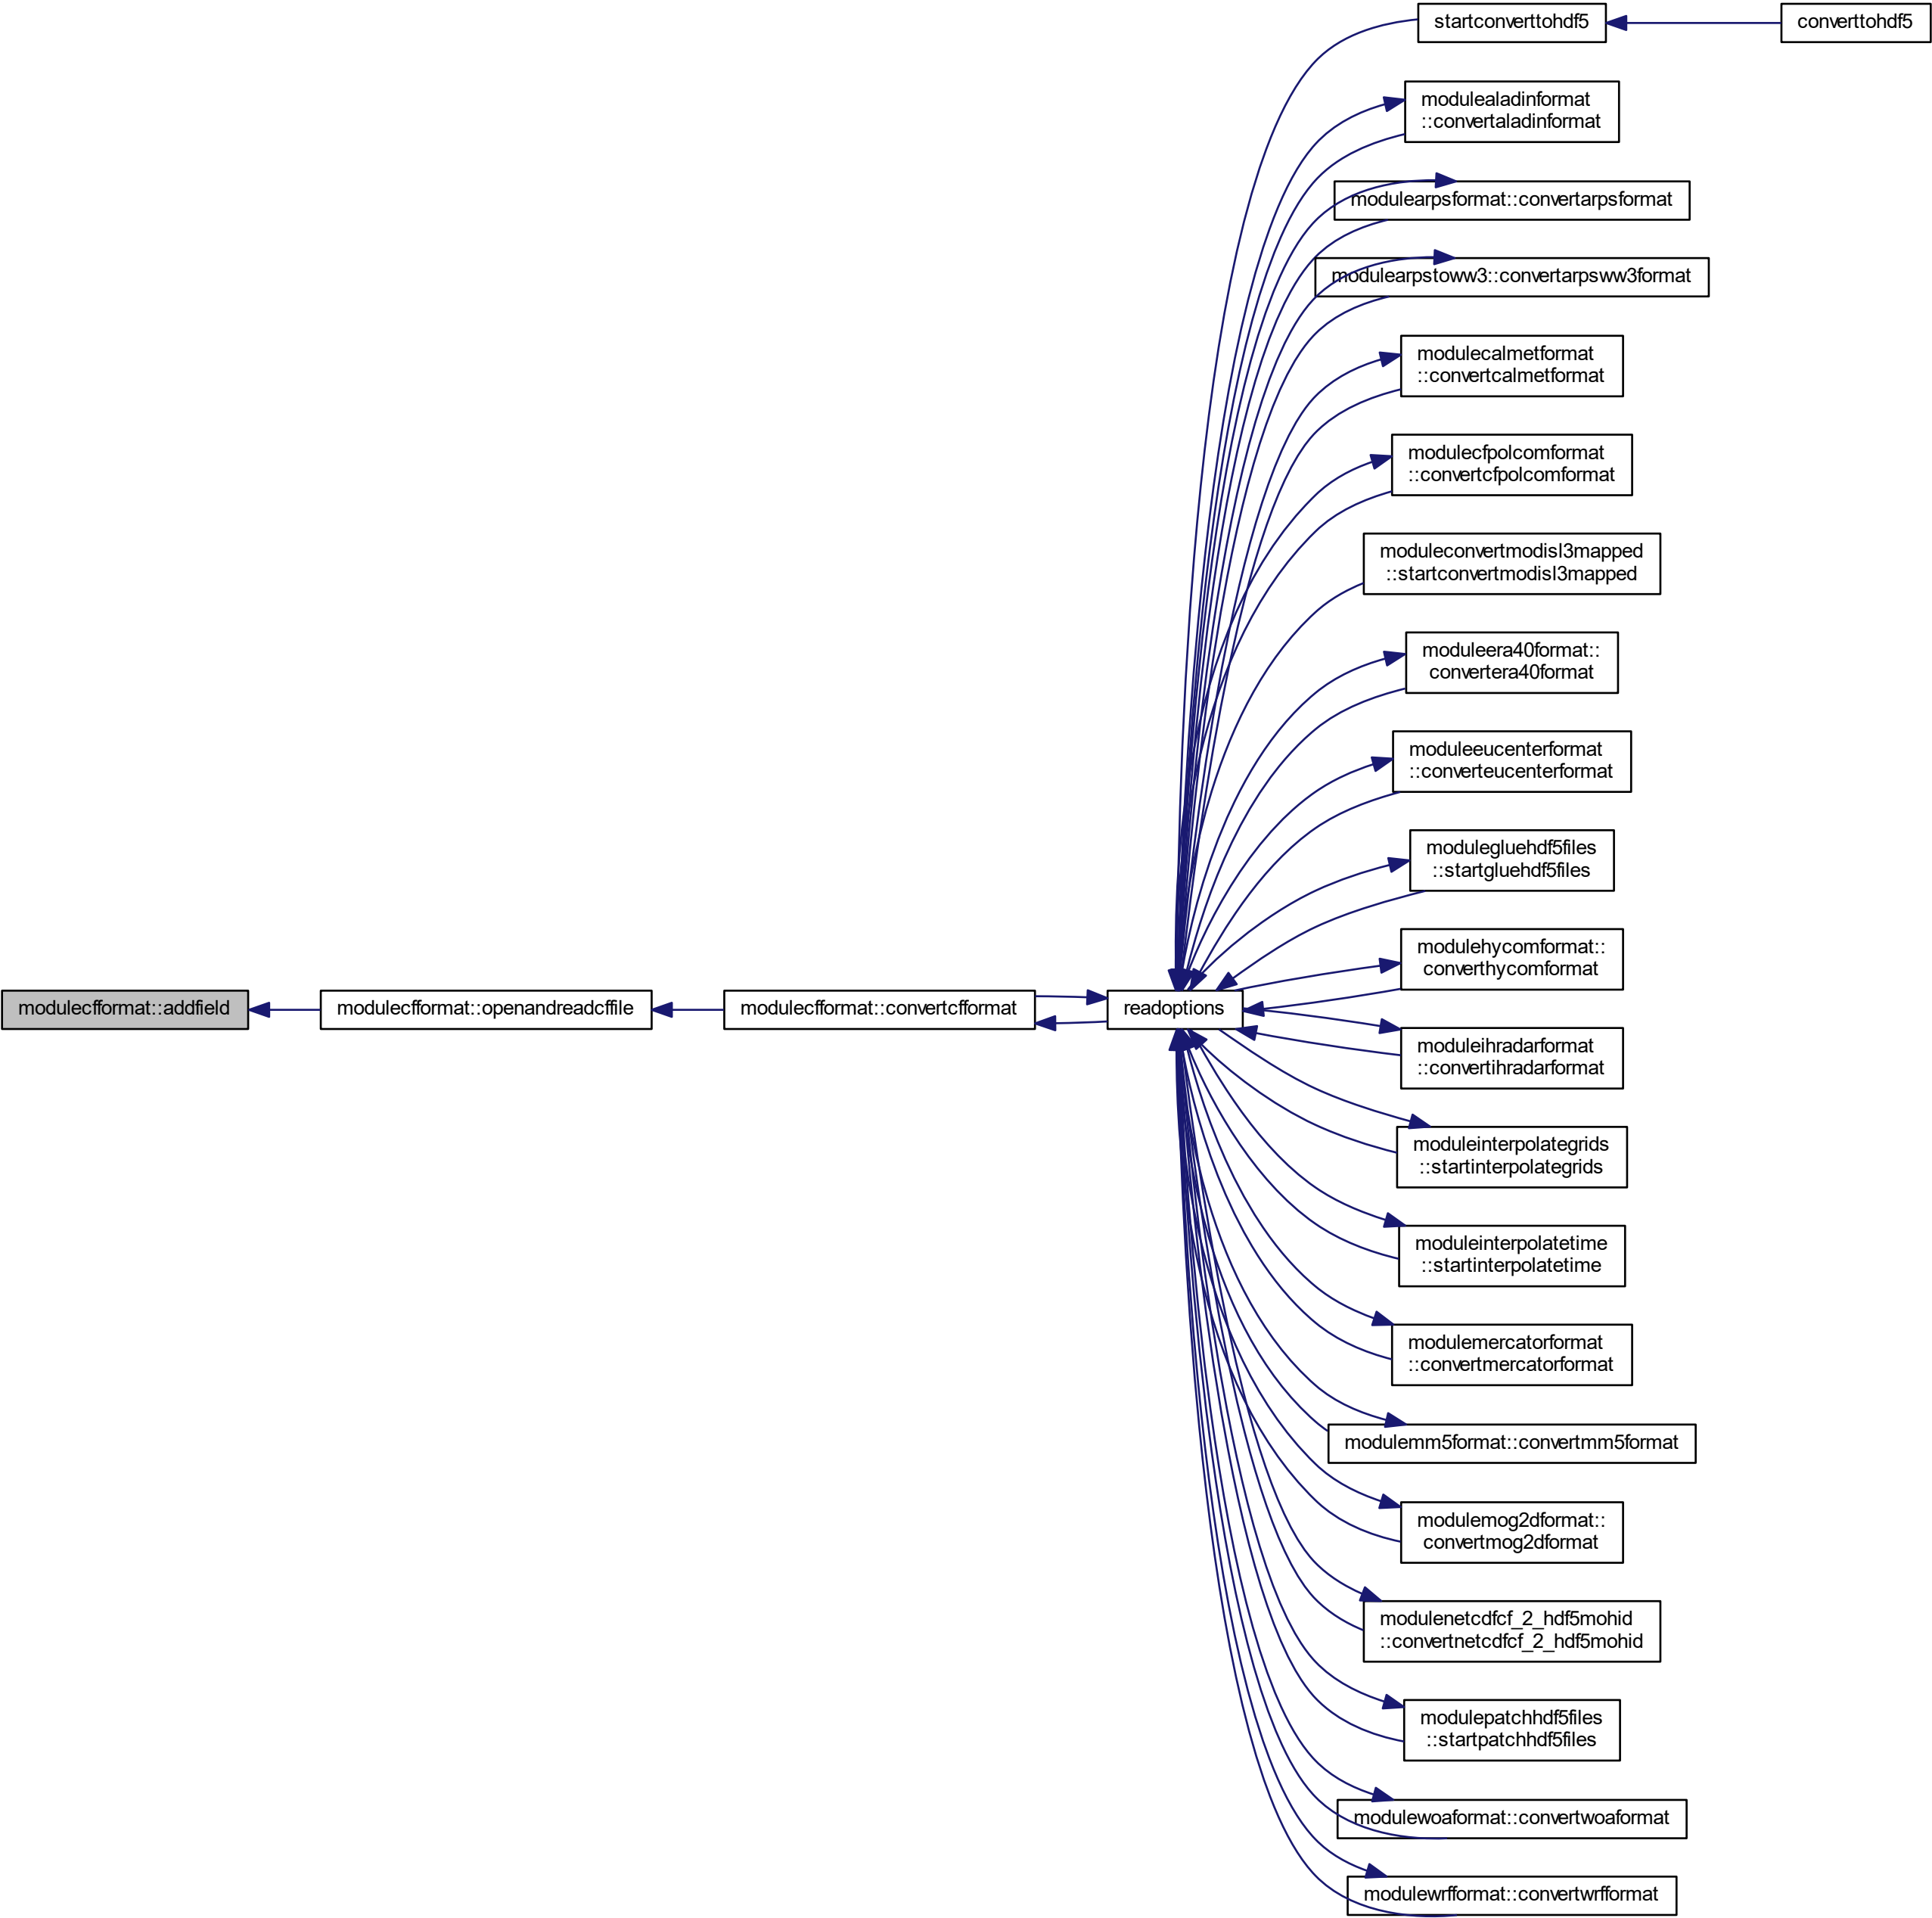 startconverttohdf5
converttohdf5
modulealadinformat
::convertaladinformat
modulearpsformat::convertarpsformat
modulearpstoww3::convertarpsww3format
modulecalmetformat
::convertcalmetformat
modulecfpolcomformat
::convertcfpolcomformat
moduleconvertmodisl3mapped
::startconvertmodisl3mapped
moduleera40format::
convertera40format
moduleeucenterformat
::converteucenterformat
modulegluehdf5files
::startgluehdf5files
modulehycomformat::
converthycomformat
modulecfformat::addfield
modulecfformat::openandreadcffile
modulecfformat::convertcfformat
readoptions
moduleihradarformat
::convertihradarformat
moduleinterpolategrids
::startinterpolategrids
moduleinterpolatetime
::startinterpolatetime
modulemercatorformat
::convertmercatorformat
modulemm5format::convertmm5format
modulemog2dformat::
convertmog2dformat
modulenetcdfcf_2_hdf5mohid
::convertnetcdfcf_2_hdf5mohid
modulepatchhdf5files
::startpatchhdf5files
modulewoaformat::convertwoaformat
modulewrfformat::convertwrfformat